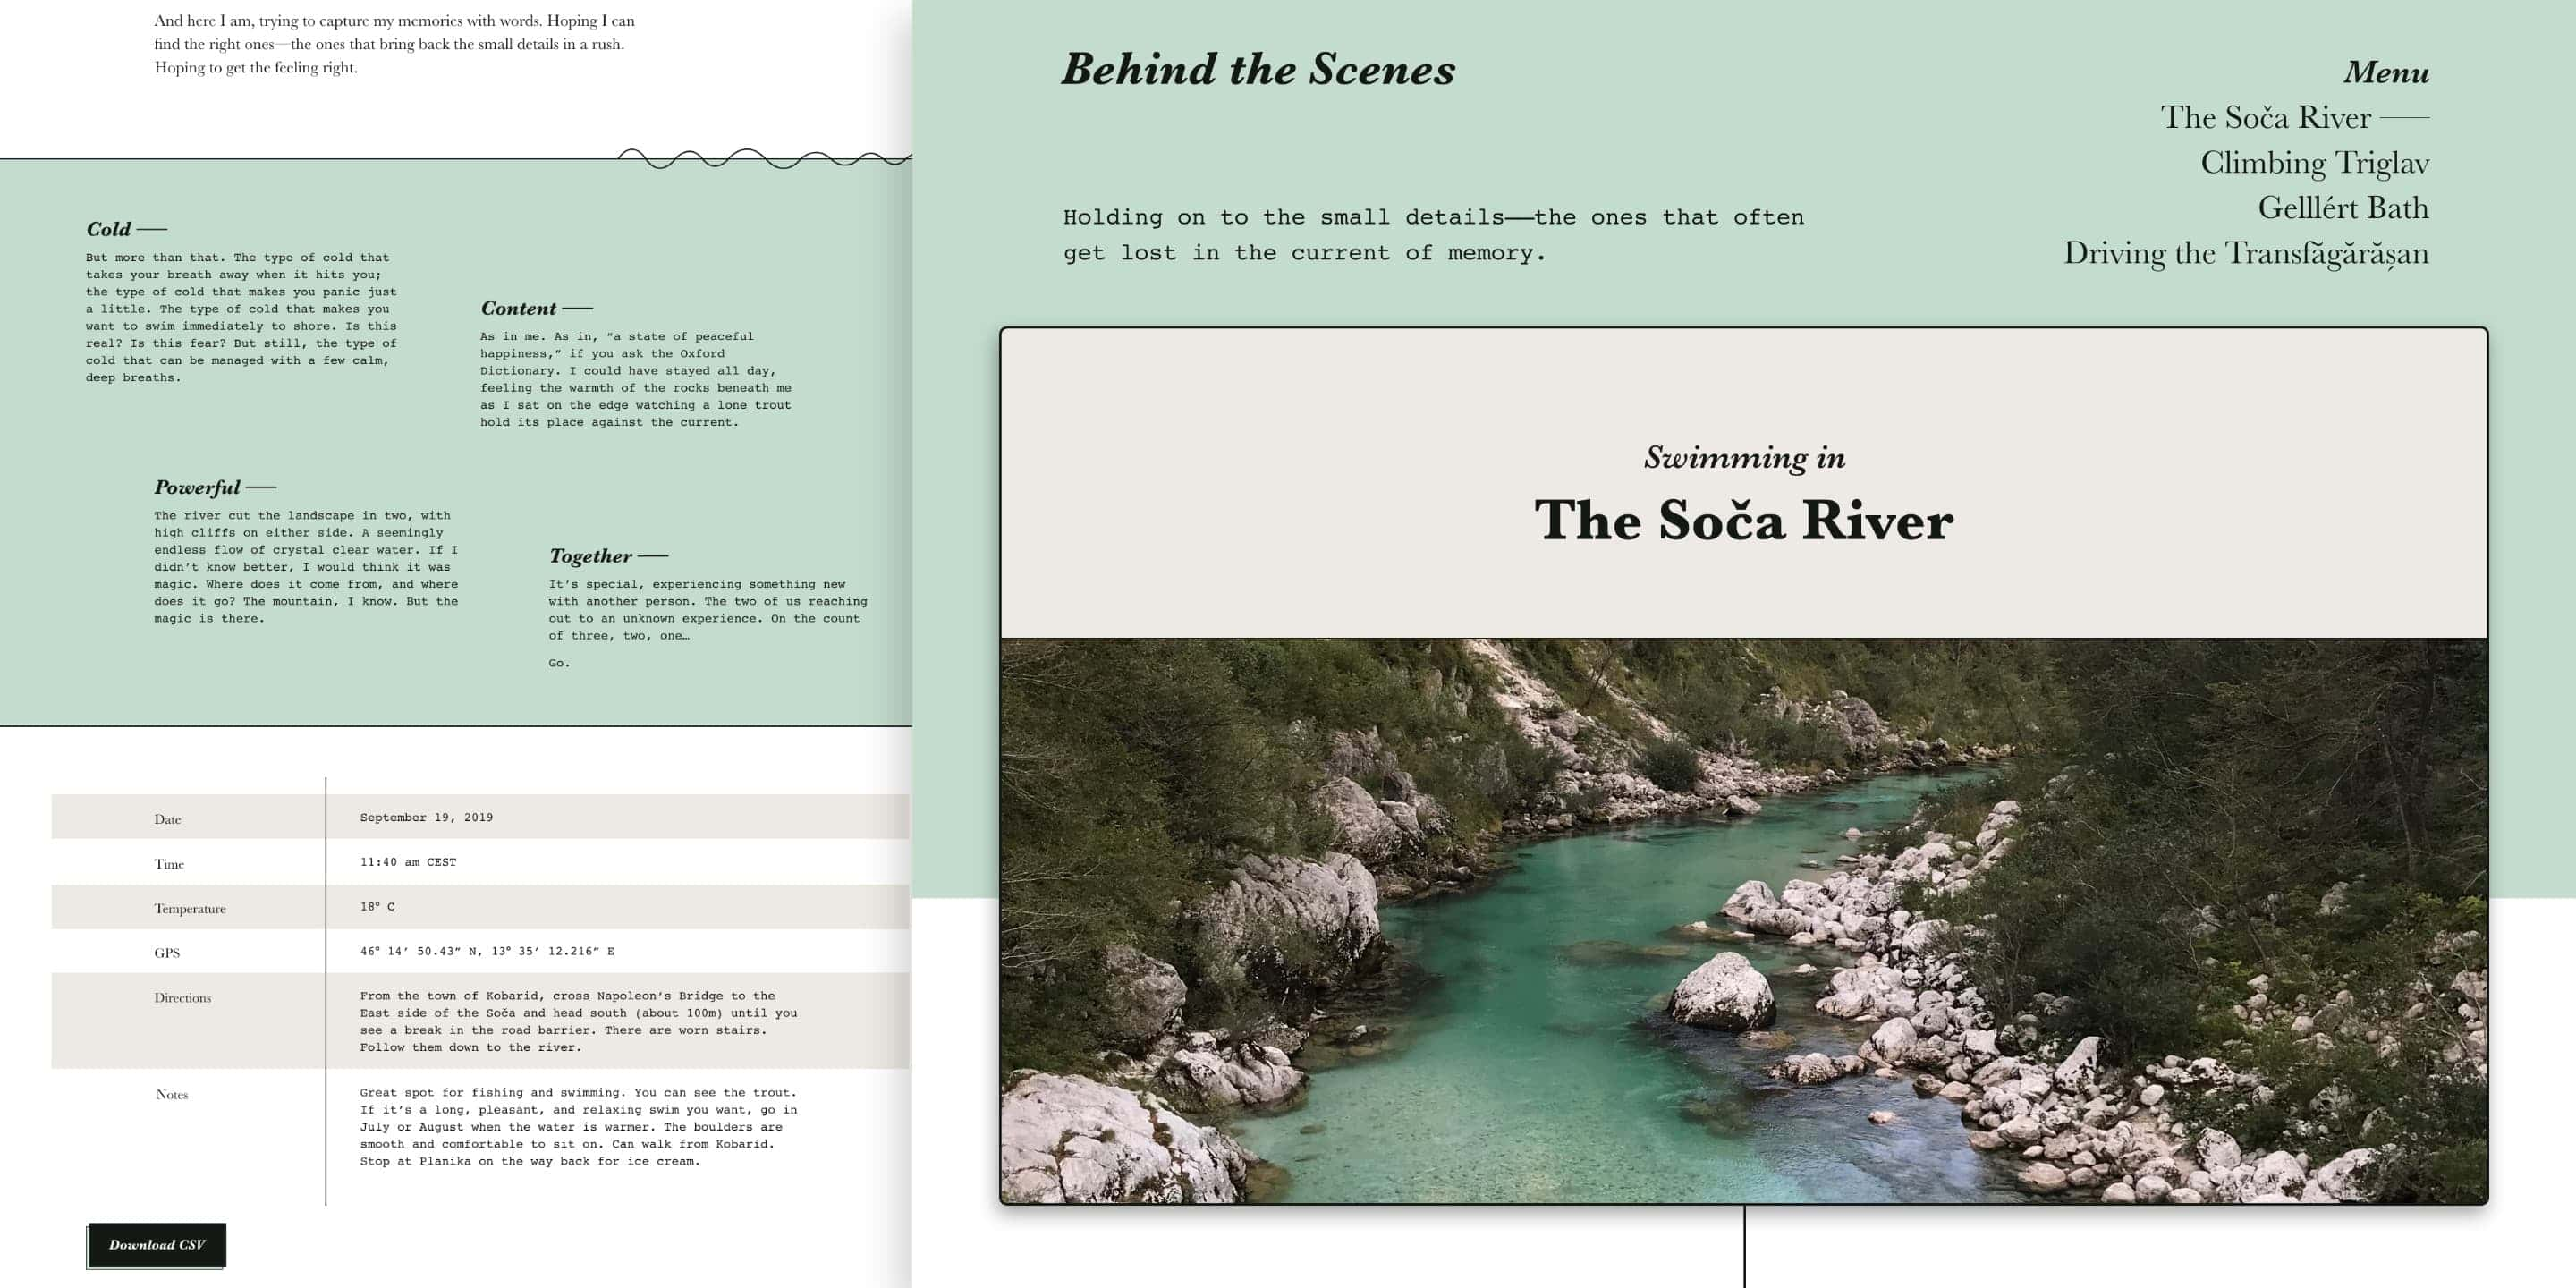 And here I am, trying to capture my memories with words. Hoping I can
find the right ones—the ones that bring back the small details in a rush.
Hoping to get the feeling right.
Cold —
But more than that. The type of cold that
takes your breath away when it hits you;
the type of cold that makes you panic just
a little. The type of cold that makes you
want to swim immediately to shore. Is this
real? Is this fear? But still, the type of
cold that can be managed with a few calm,
deep breaths.
Content —
As in me. As in, “a state of peaceful
happiness,” if you ask the Oxford
Dictionary. I could have stayed all day,
feeling the warmth of the rocks beneath me
as I sat on the edge watching a lone trout
hold its place against the current.
Powerful —
The river cut the landscape in two, with
high cliffs on either side. A seemingly
endless flow of crystal clear water. If I
didn’t know better, I would think it was
magic. Where does it come from, and where
does it go? The mountain, I know. But the
magic is there.
Together —
It’s special, experiencing something new
with another person. The two of us reaching
out to an unknown experience. On the count
of three, two, one…
Go.
Date
September 19, 2019
Time
11:40 am CEST
Temperature
18° C
GPS
46° 14′ 50.43″ N, 13° 35′ 12.216″ E
Directions
From the town of Kobarid, cross Napoleon’s Bridge to the
East side of the Soča and head south (about 100m) until you
see a break in the road barrier. There are worn stairs.
Follow them down to the river.
Notes
Great spot for fishing and swimming. You can see the trout.
If it’s a long, pleasant, and relaxing swim you want, go in
July or August when the water is warmer. The boulders are
smooth and comfortable to sit on. Can walk from Kobarid.
Stop at Planika on the way back for ice cream.
Download CSV
Behind the Scenes
Holding on to the small details——the ones that often
get lost in the current of memory.
Menu
The Soča River —
Climbing Triglav
Gelllért Bath
Driving the Transfăgărășan
Swimming in
The Soča River